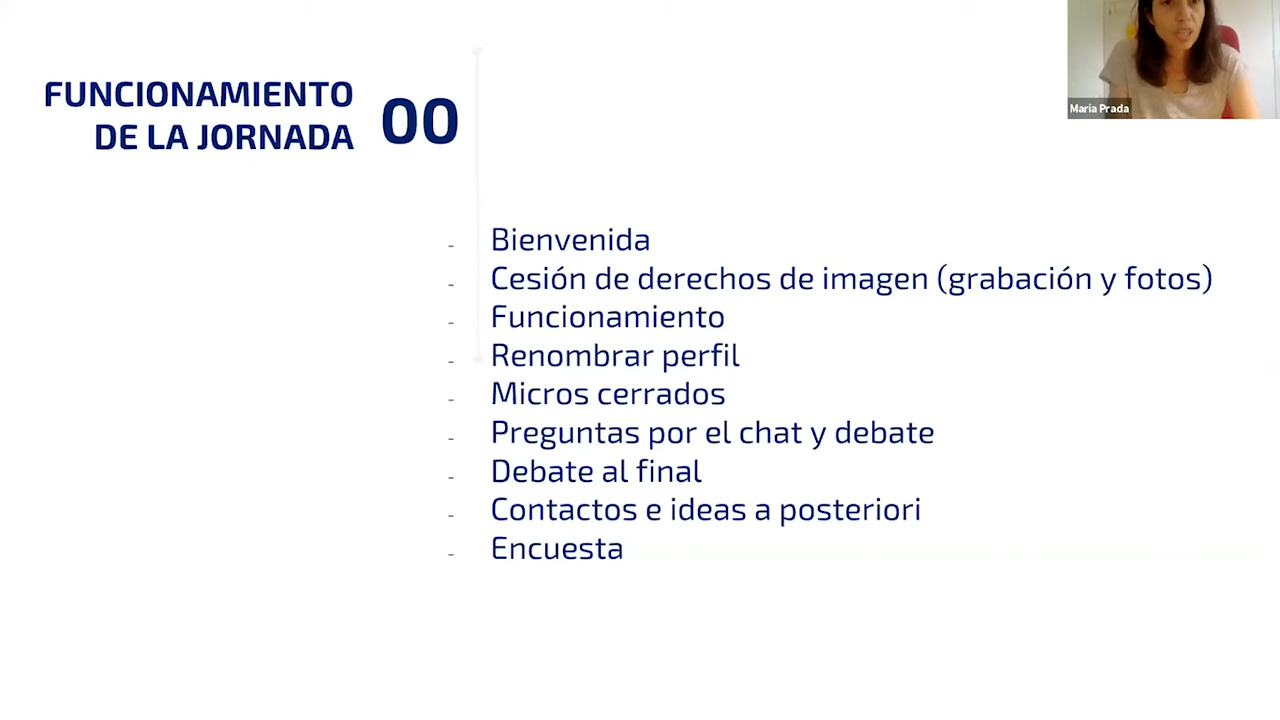 FUNCIONAMIENTO
DE LA JORNADA
00
Maria Prada
- Bienvenida
- Cesión de derechos de imagen (grabación y fotos)
- Funcionamiento
- Renombrar perfil
- Micros cerrados
- Preguntas por el chat y debate
- Debate al final
- Contactos e ideas a posteriori
- Encuesta